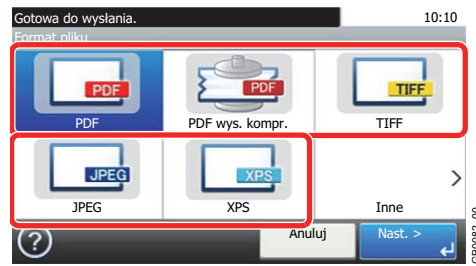 Gotowa do wysłania.
10:10
Format pliku
PDF
PDF
TIFF
PDF
PDF wys. kompr.
TIFF
JPEG
XPS
JPEG
XPS
Inne
>
?
Anuluj
Nast. >